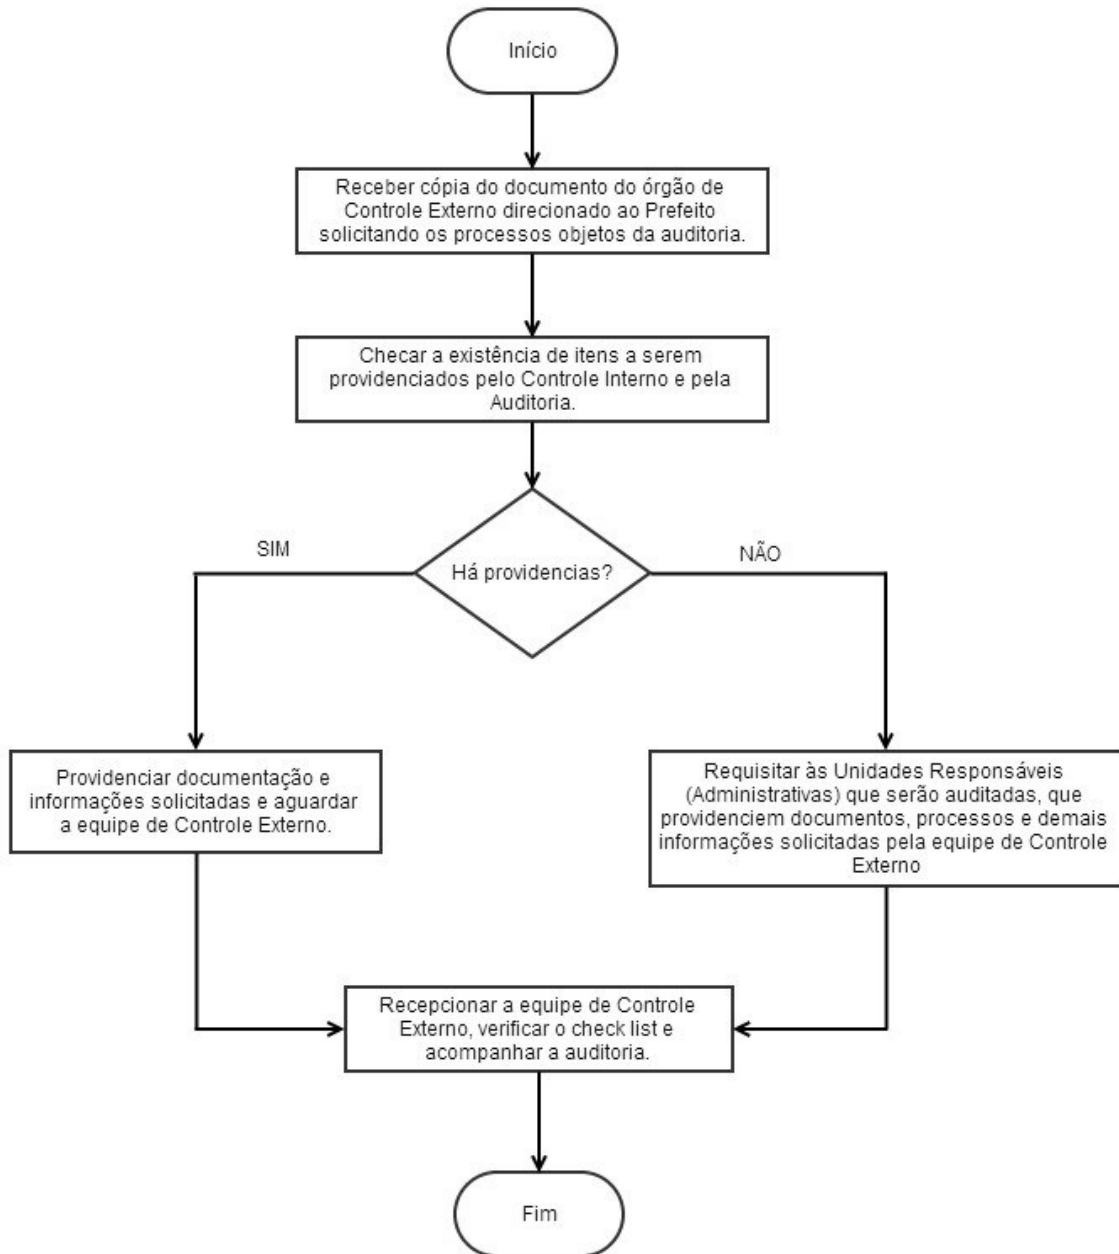 Início
Receber cópia do documento do órgão de
Controle Externo direcionado ao Prefeito
solicitando os processos objetos da auditoria.
Checar a existência de itens a serem
providenciados pelo Controle Interno e pela
Auditoria.
SIM
Há providencias?
NÃO
Providenciar documentação e
informações solicitadas e aguardar
a equipe de Controle Externo.
Requisitar às Unidades Responsáveis
(Administrativas) que serão auditadas, que
providenciem documentos, processos e demais
informações solicitadas pela equipe de Controle
Externo
Recepcionar a equipe de Controle
Externo, verificar o check list e
acompanhar a auditoria.
Fim